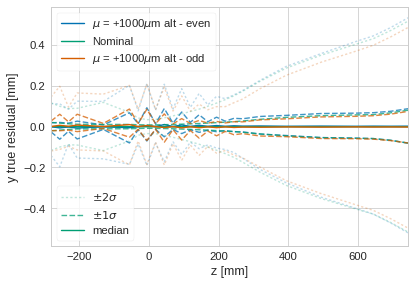 μ = +1000μm alt - even
Nominal
μ = +1000μm alt - odd
y true residual [mm]
0.4
0.2
0.0
−0.2
−0.4
±2σ
±1σ
median
−200
0
200
400
600
z [mm]